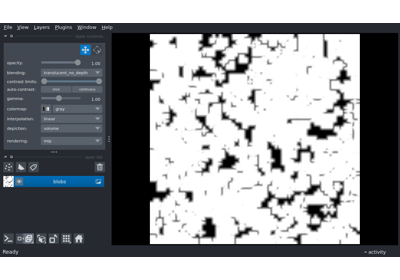 File View Layers Plugins Window Help
opacity: 1.00
blending: translucent_no_depth
contrast limits:
auto-contrast: once continuous
gamma: 1.00
colormap: gray
interpolation: linear
depiction: volume
rendering: mip
blobs
Ready
activity